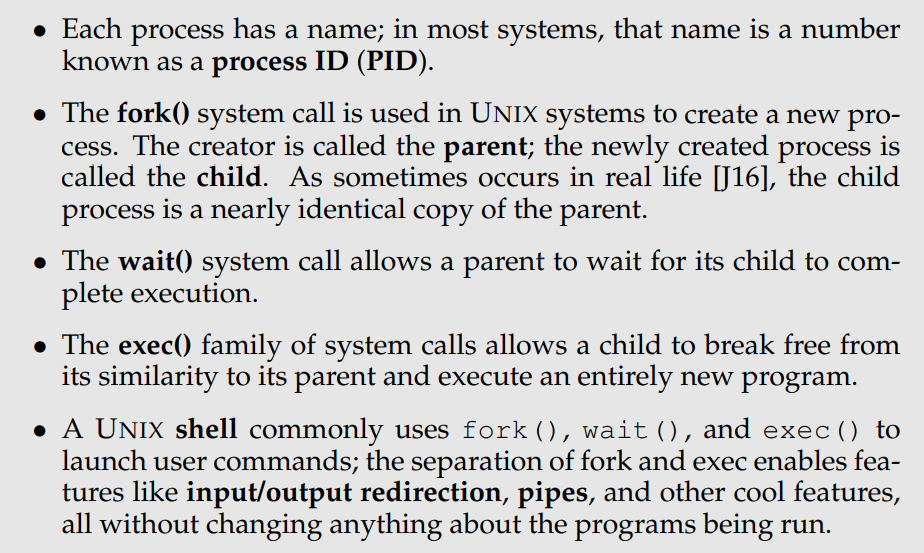 • Each process has a name; in most systems, that name is a number
known as a process ID (PID).
• The fork() system call is used in UNIX systems to create a new pro-
cess. The creator is called the parent; the newly created process is
called the child. As sometimes occurs in real life [J16], the child
process is a nearly identical copy of the parent.
• The wait() system call allows a parent to wait for its child to com-
plete execution.
• The exec() family of system calls allows a child to break free from
its similarity to its parent and execute an entirely new program.
• A UNIX shell commonly uses fork(), wait(), and exec() to
launch user commands; the separation of fork and exec enables fea-
tures like input/output redirection, pipes, and other cool features,
all without changing anything about the programs being run.